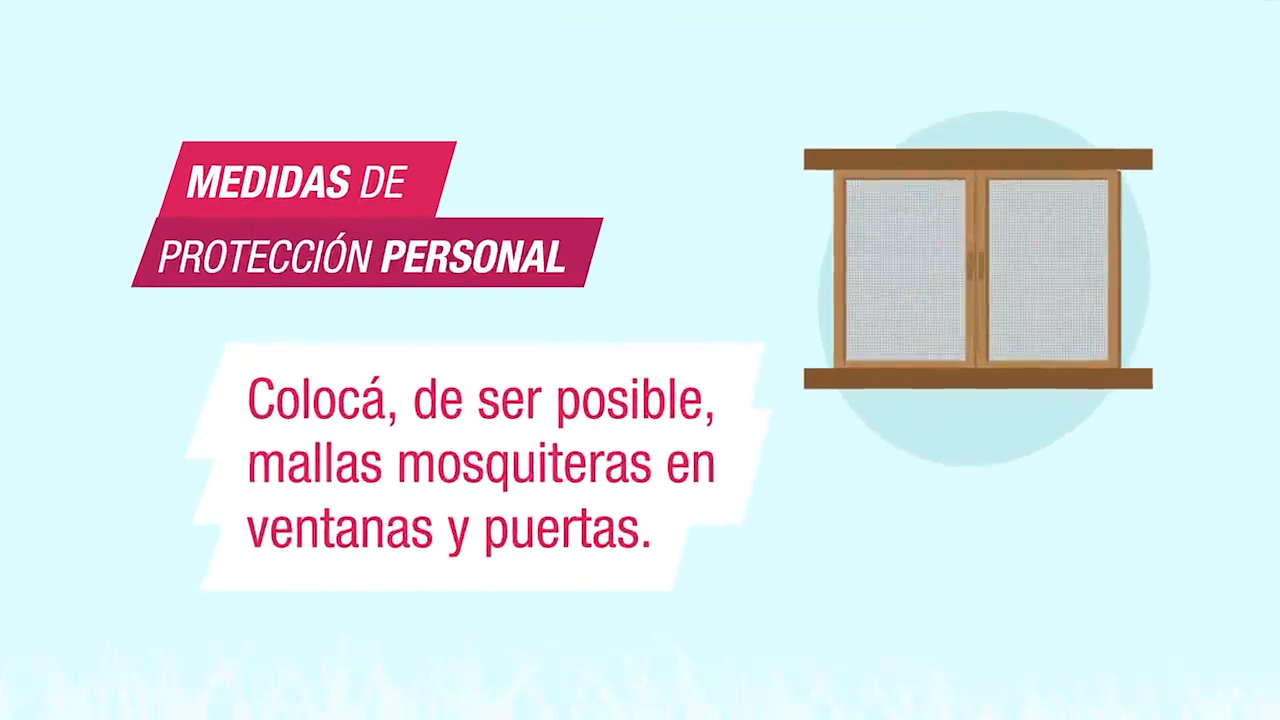 MEDIDAS DE
PROTECCIÓN PERSONAL
Colocá, de ser posible,
mallas mosquiteras en
ventanas y puertas.